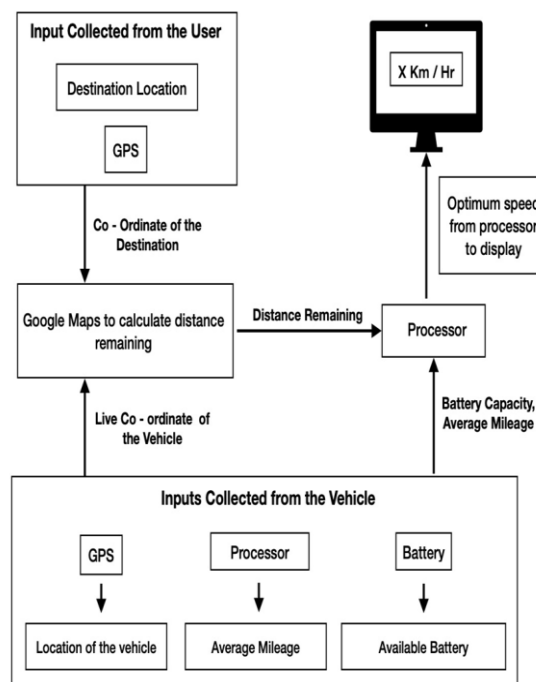 Input Collected from the User
Destination Location
GPS
X Km / Hr
Co - Ordinate of the
Destination
Optimum speed
from processor
to display
Google Maps to calculate distance
remaining
Distance Remaining
Processor
Live Co - ordinate of
the Vehicle
Battery Capacity,
Average Mileage
Inputs Collected from the Vehicle
GPS
Processor
Battery
Location of the vehicle
Average Mileage
Available Battery